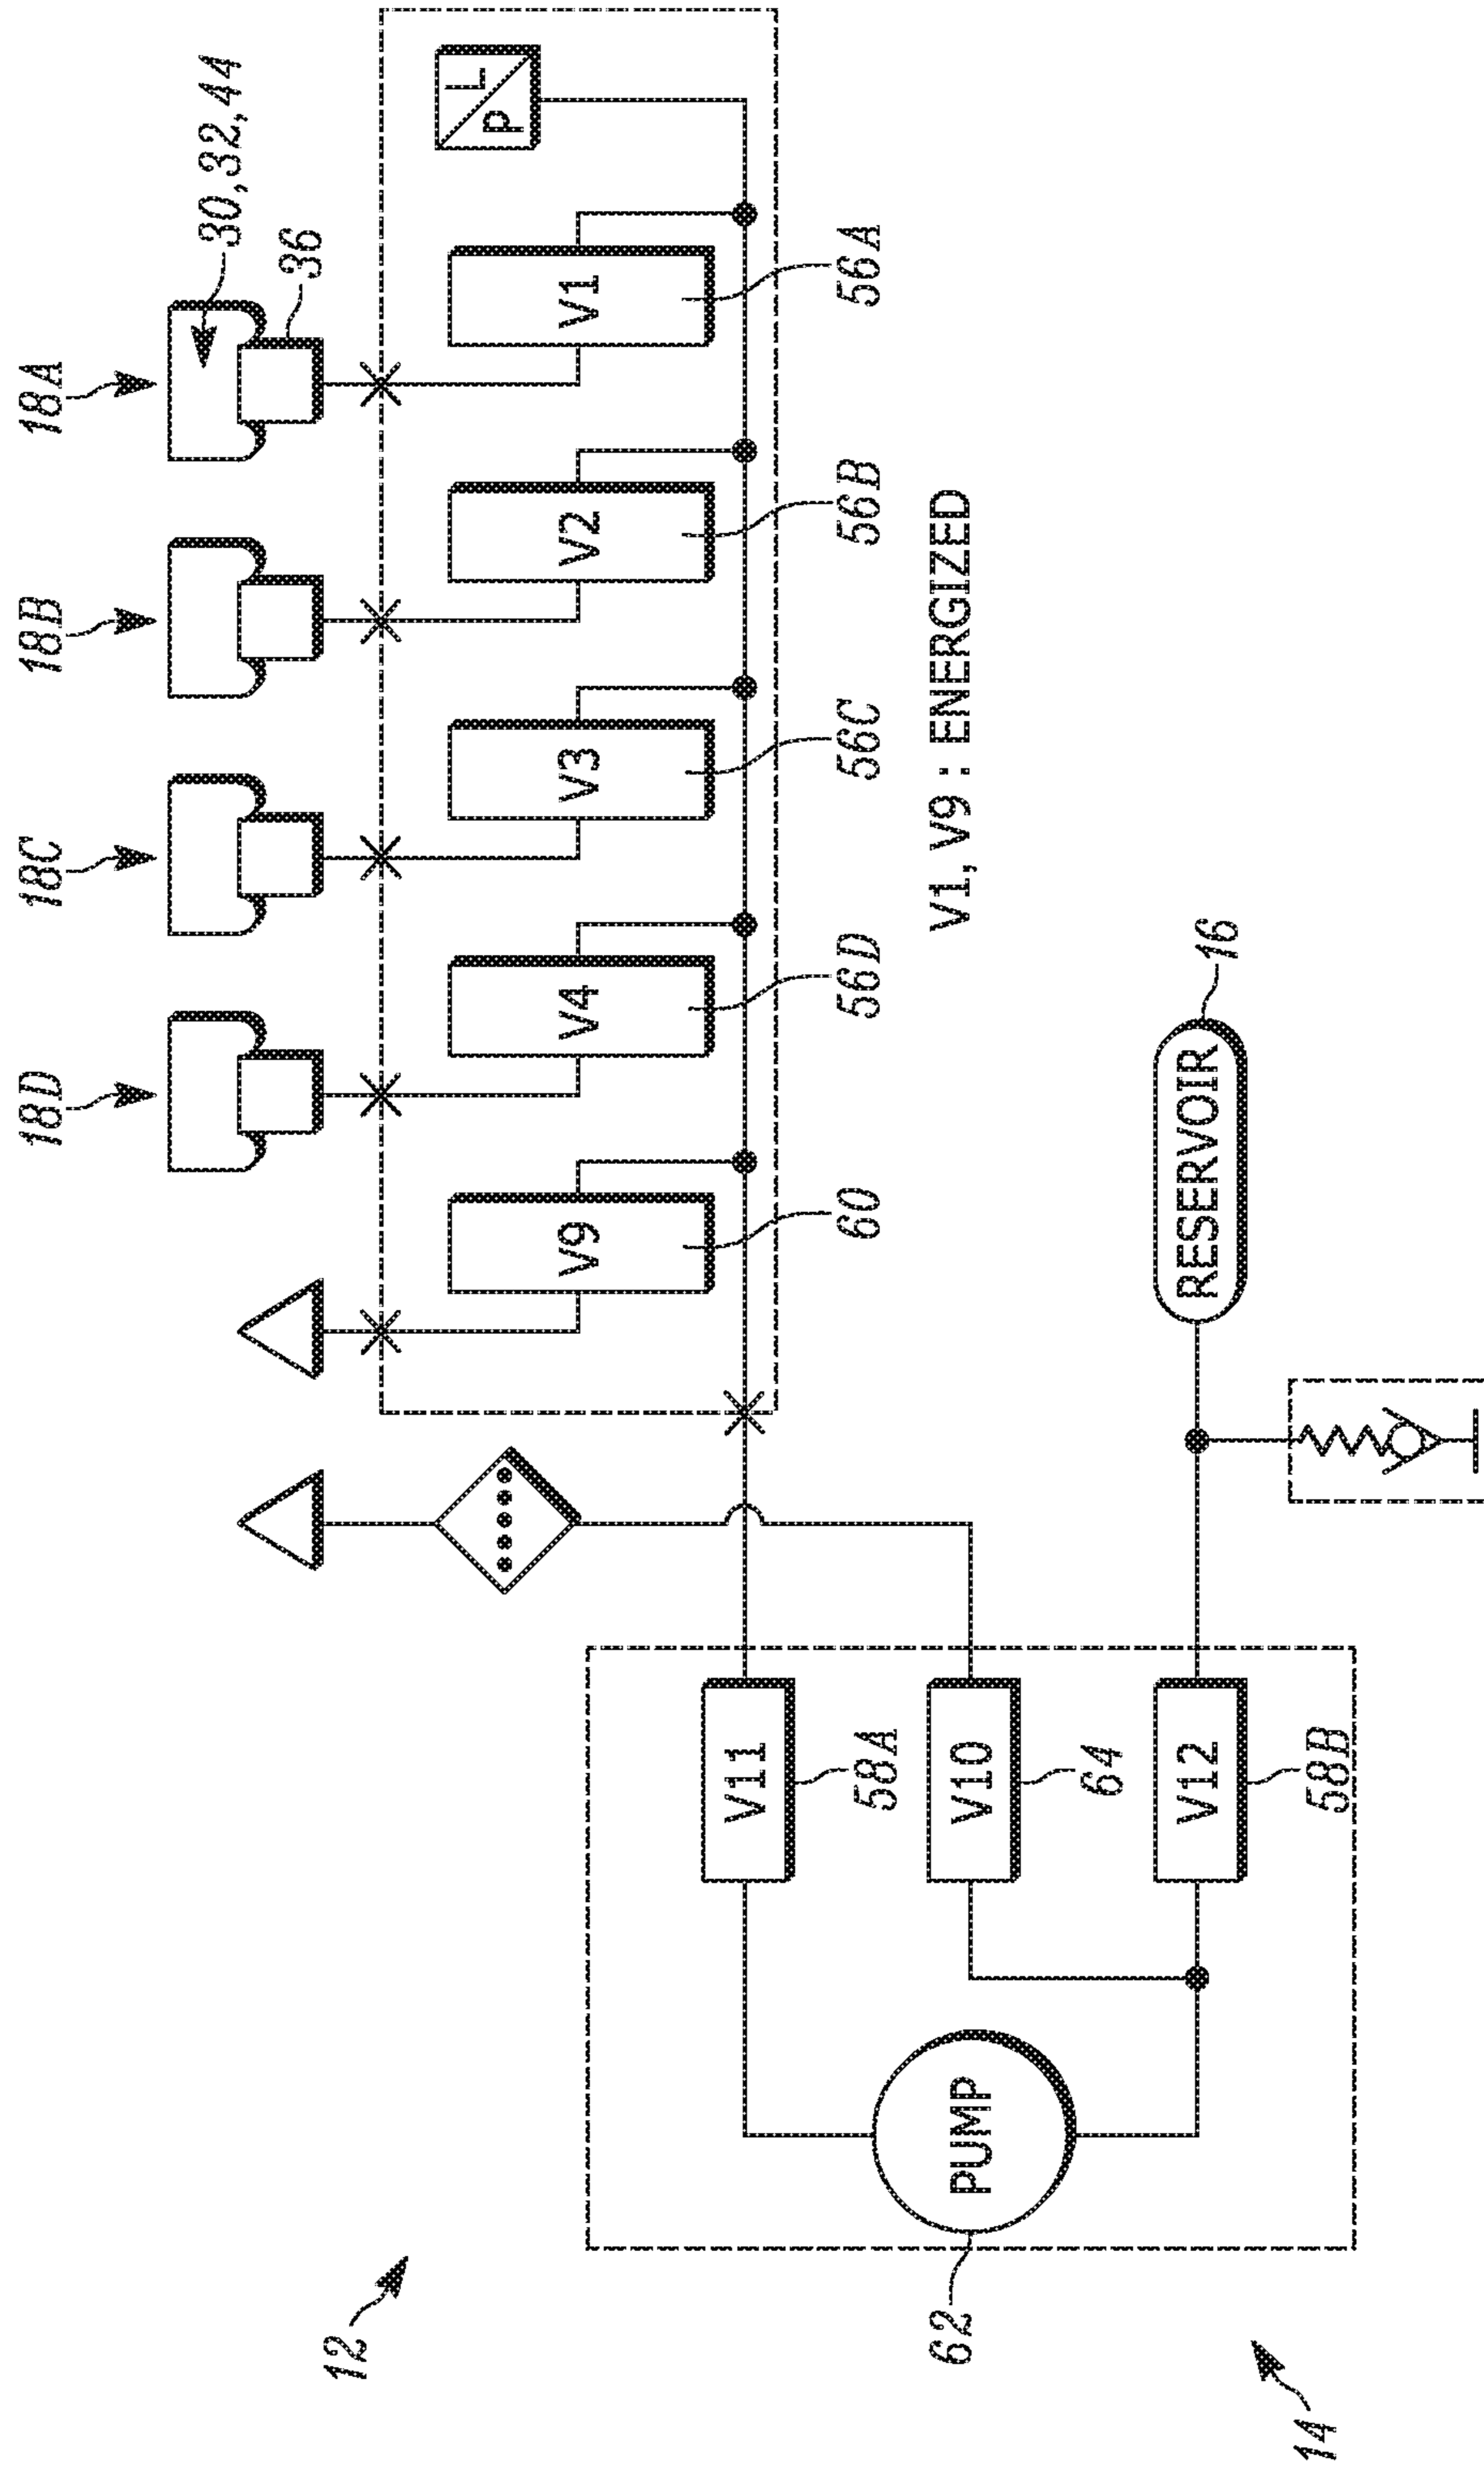 18D
18C
18B
18A
30,32,44
36
P L
V9
V4
V3
V2
V1
60
56D
56C
56B
56A
V1, V9 : ENERGIZED
12
V11
58A
PUMP
62
V10
64
V12
58B
RESERVOIR
16
14